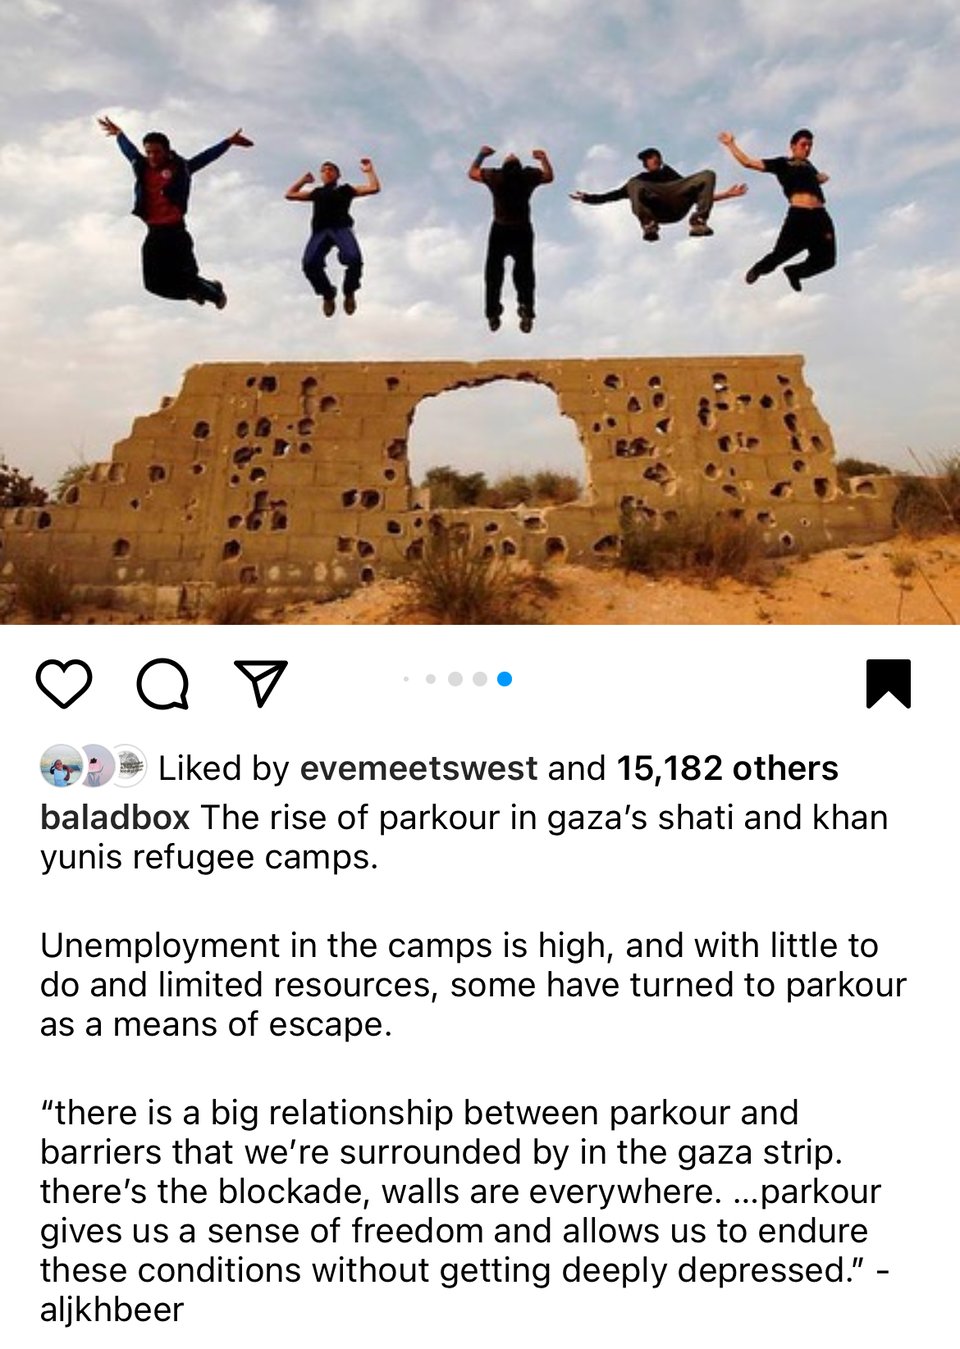 Liked by evemeetswest and 15,182 others
baladbox The rise of parkour in gaza’s shati and khan
yunis refugee camps.
Unemployment in the camps is high, and with little to
do and limited resources, some have turned to parkour
as a means of escape.
“there is a big relationship between parkour and
barriers that we’re surrounded by in the gaza strip.
there’s the blockade, walls are everywhere. ...parkour
gives us a sense of freedom and allows us to endure
these conditions without getting deeply depressed.” -
aljkhbeer